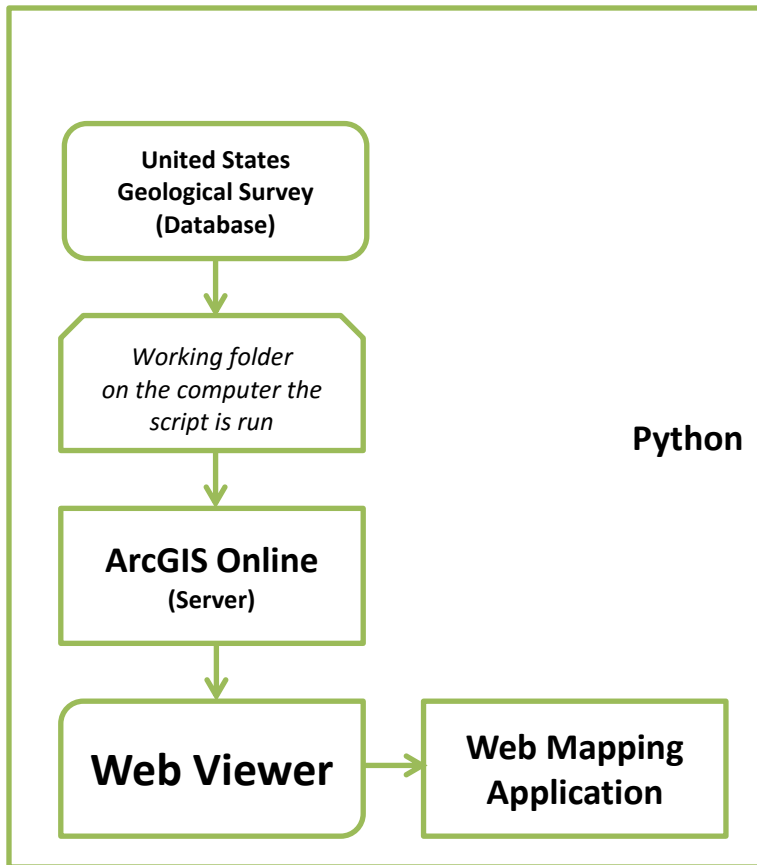 United States
Geological Survey
(Database)
Working folder
on the computer the
script is run
Python
ArcGIS Online
(Server)
Web Viewer
Web Mapping
Application